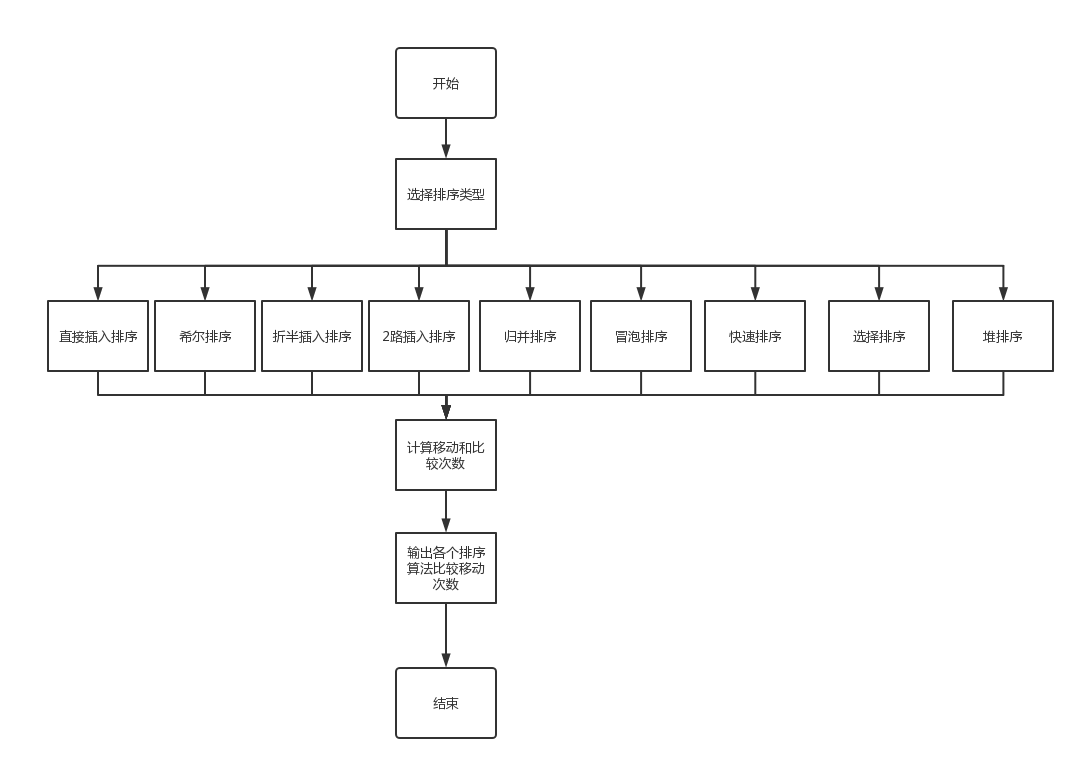 开始
选择排序类型
直接插入排序
希尔排序
折半插入排序
2路插入排序
归并排序
冒泡排序
快速排序
选择排序
堆排序
计算移动和比
较次数
输出各个排序
算法比较移动
次数
结束